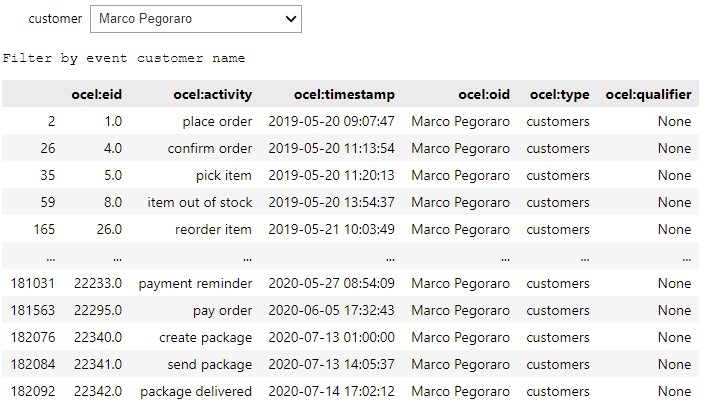 customer Marco Pegoraro
Filter by event customer name
ocel:eid ocel:activity ocel:timestamp ocel:oid ocel:type ocel:qualifier
2 1.0 place order 2019-05-20 09:07:47 Marco Pegoraro customers None
26 4.0 confirm order 2019-05-20 11:13:54 Marco Pegoraro customers None
35 5.0 pick item 2019-05-20 11:20:13 Marco Pegoraro customers None
59 8.0 item out of stock 2019-05-20 13:54:37 Marco Pegoraro customers None
165 26.0 reorder item 2019-05-21 10:03:49 Marco Pegoraro customers None
... ... ... ... ... ... ...
181031 22233.0 payment reminder 2020-05-27 08:54:09 Marco Pegoraro customers None
181563 22295.0 pay order 2020-06-05 17:32:43 Marco Pegoraro customers None
182076 22340.0 create package 2020-07-13 01:00:00 Marco Pegoraro customers None
182084 22341.0 send package 2020-07-13 14:05:37 Marco Pegoraro customers None
182092 22342.0 package delivered 2020-07-14 17:02:12 Marco Pegoraro customers None